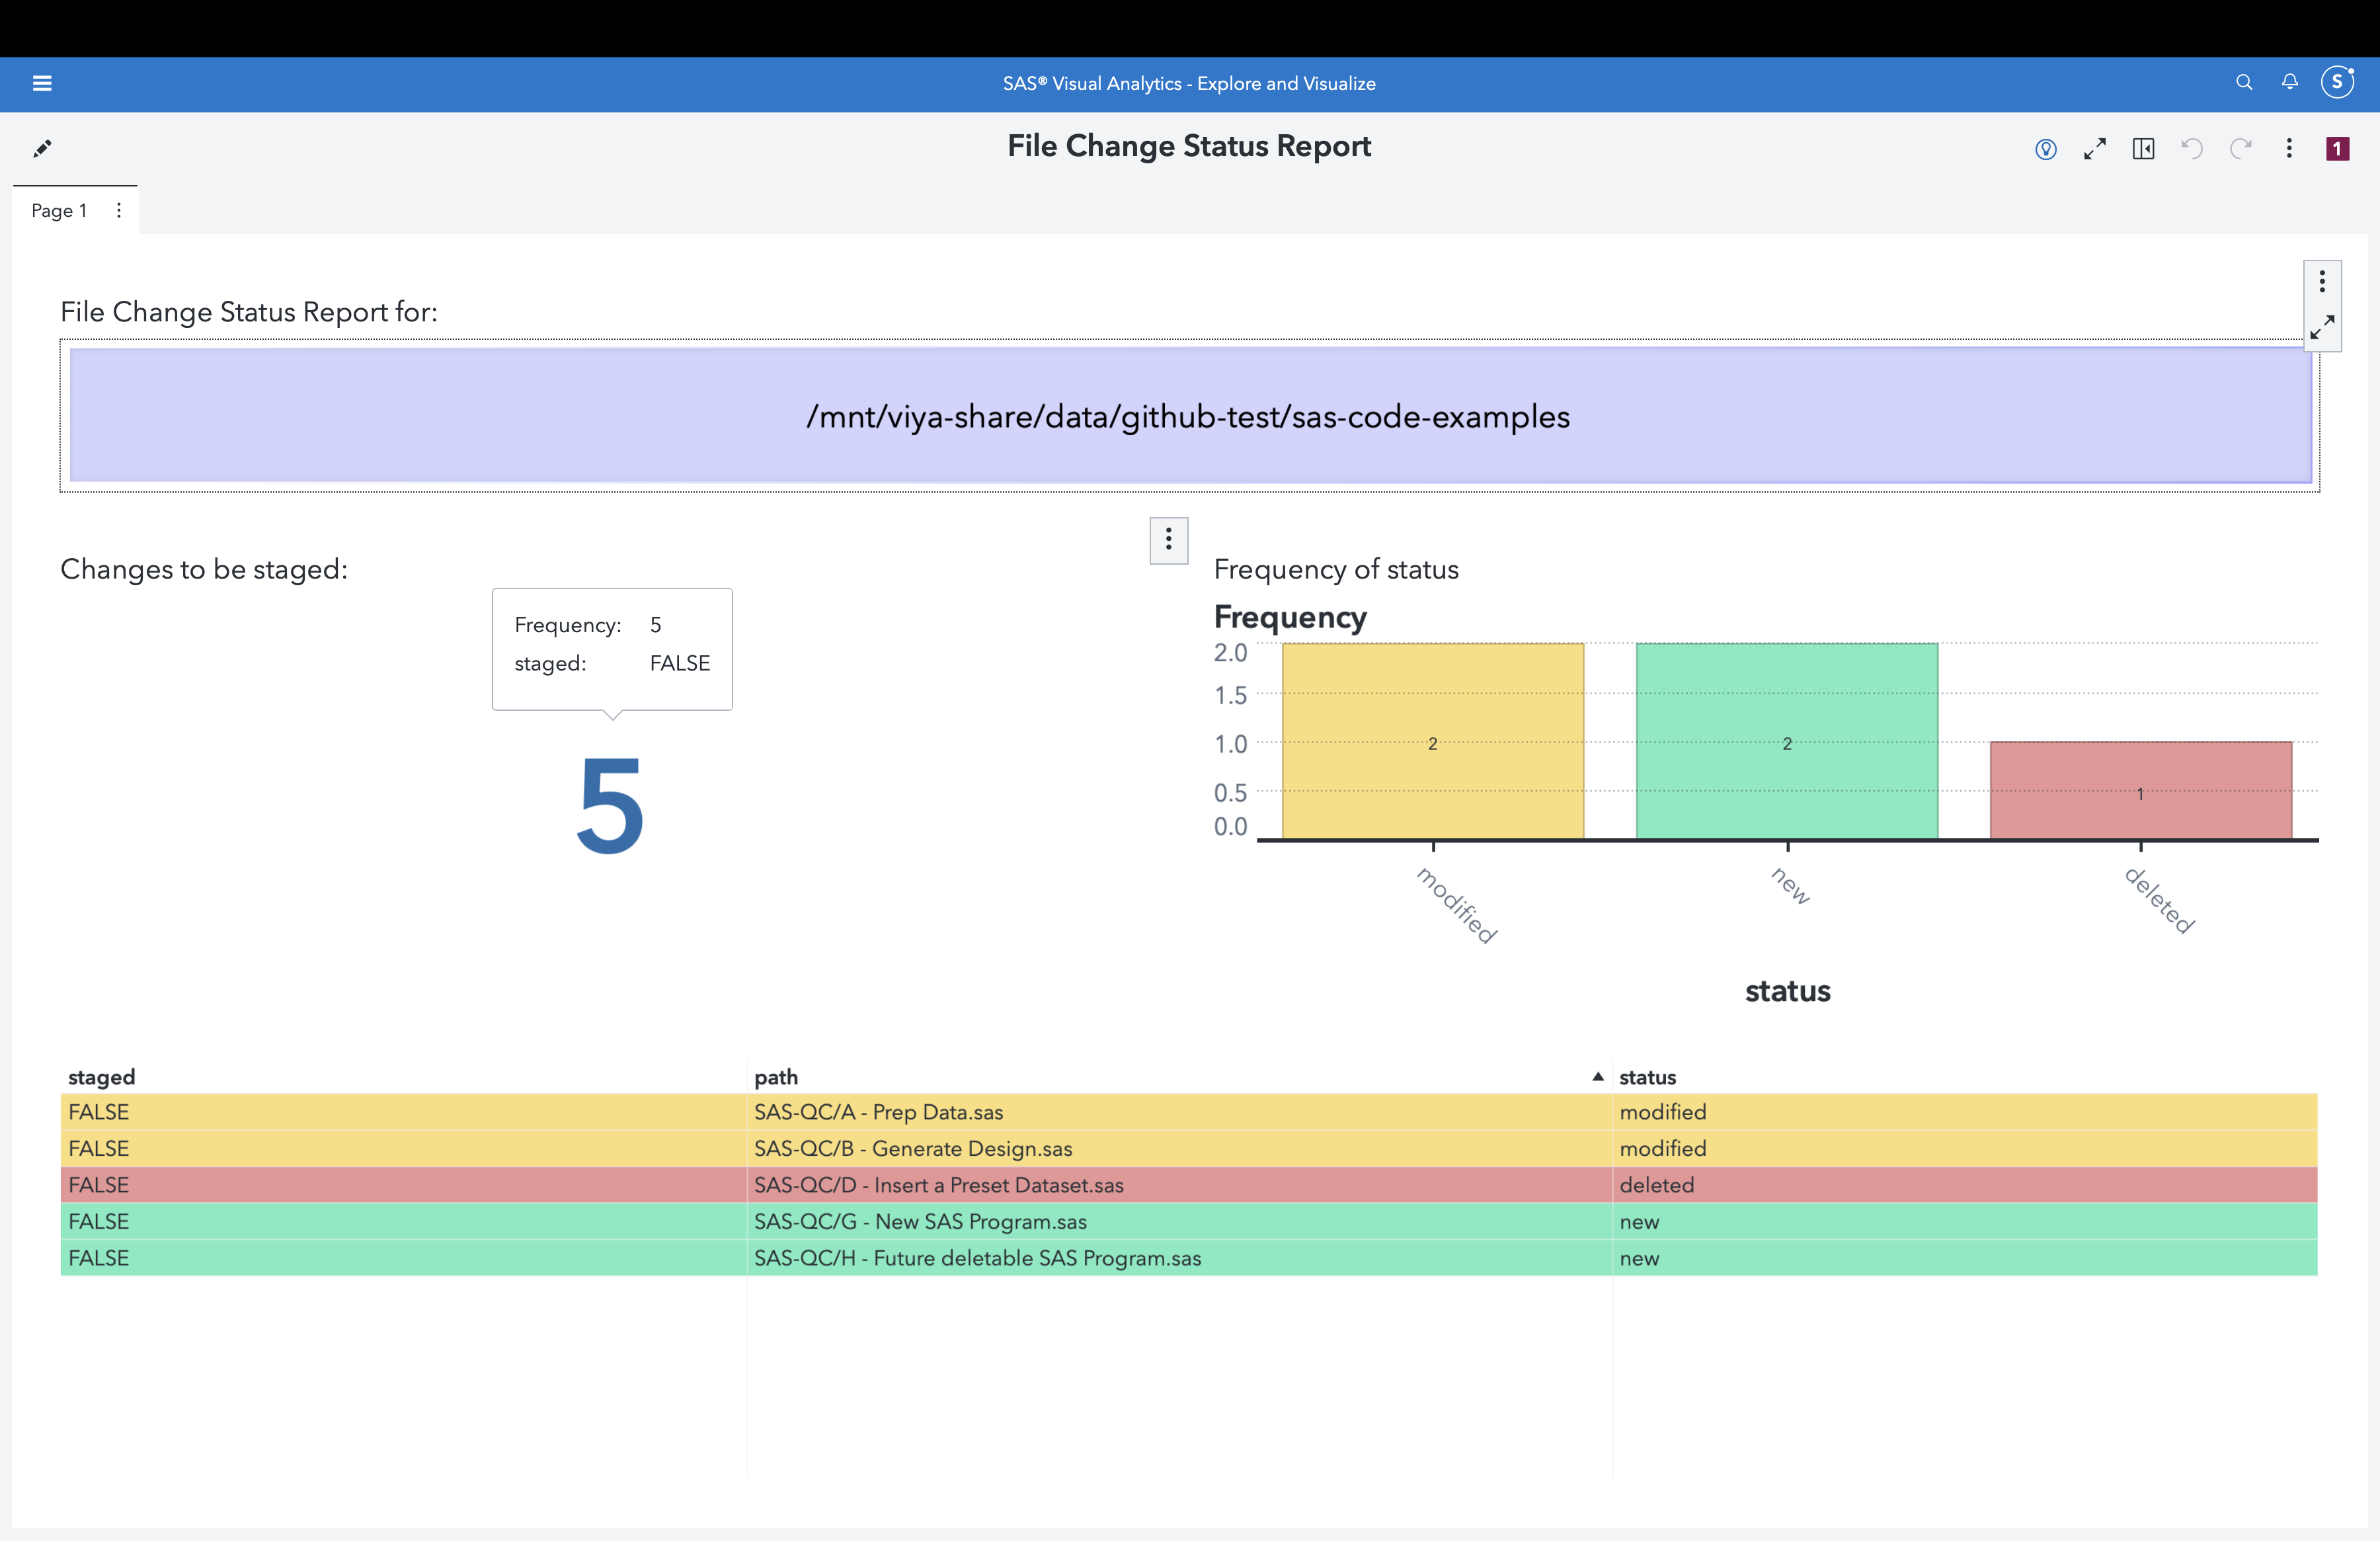 SAS® Visual Analytics - Explore and Visualize
S
File Change Status Report
1
Page 1
File Change Status Report for:
/mnt/viya-share/data/github-test/sas-code-examples
Changes to be staged:
Frequency: 5
staged: FALSE
5
Frequency of status
Frequency
2.0
1.5
1.0
0.5
0.0
2
2
1
modified
new
deleted
status
staged path status
FALSE SAS-QC/A - Prep Data.sas modified
FALSE SAS-QC/B - Generate Design.sas modified
FALSE SAS-QC/D - Insert a Preset Dataset.sas deleted
FALSE SAS-QC/G - New SAS Program.sas new
FALSE SAS-QC/H - Future deletable SAS Program.sas new